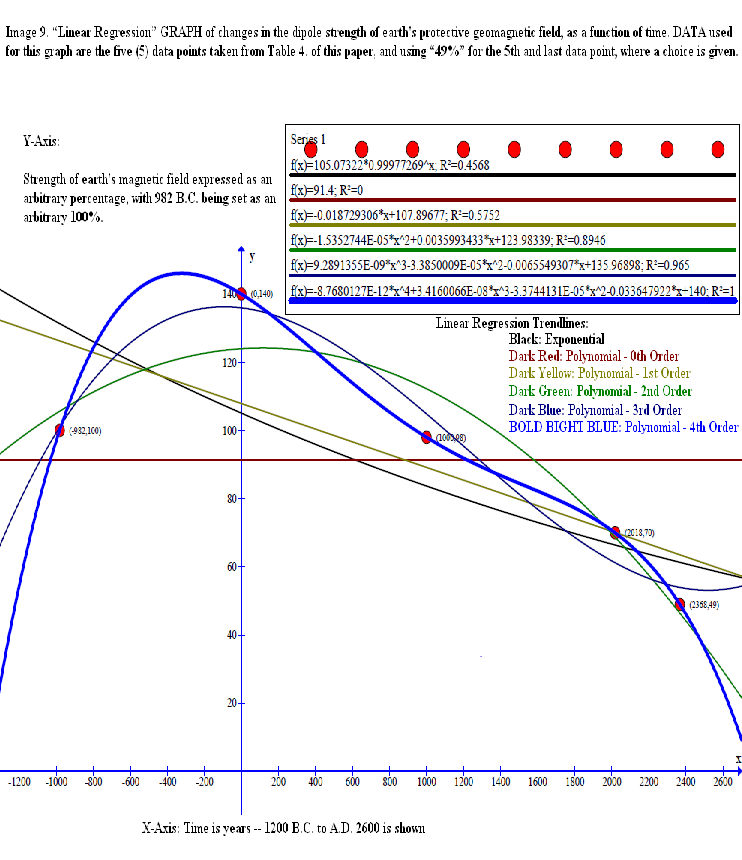 Image 9. “Linear Regression” GRAPH of changes in the dipole strength of earth's protective geomagnetic field, as a function of time. DATA used
for this graph are the five (5) data points taken from Table 4. of this paper, and using “49%” for the 5th and last data point, where a choice is given.
Y-Axis:
Strength of earth's magnetic field expressed as an
arbitrary percentage, with 982 B.C. being set as an
arbitrary 100%.
Series 1
f(x)=105.07322*0.99977269^x; R²=0.4568
f(x)=91.4; R²=0
f(x)=-0.018729306*x+107.89677; R²=0.5752
f(x)=-1.5352744E-05*x^2+0.0035993433*x+123.98339; R²=0.8946
f(x)=9.2891355E-09*x^3-3.3850009E-05*x^2-0.0065549307*x+135.96898; R²=0.965
f(x)=-8.7680127E-12*x^4+3.4160066E-08*x^3-3.3744131E-05*x^2-0.033647922*x+140; R²=1
Linear Regression Trendlines:
Black: Exponential
Dark Red: Polynomial - 0th Order
Dark Yellow: Polynomial - 1st Order
Dark Green: Polynomial - 2nd Order
Dark Blue: Polynomial - 3rd Order
BOLD BIGHT BLUE: Polynomial - 4th Order
y
140
(0,140)
120
100
(-982,100)
(1000,98)
80
(2018,70)
60
(2368,49)
40
20
x
-1200 -1000 -800 -600 -400 -200 200 400 600 800 1000 1200 1400 1600 1800 2000 2200 2400 2600
X-Axis: Time is years -- 1200 B.C. to A.D. 2600 is shown